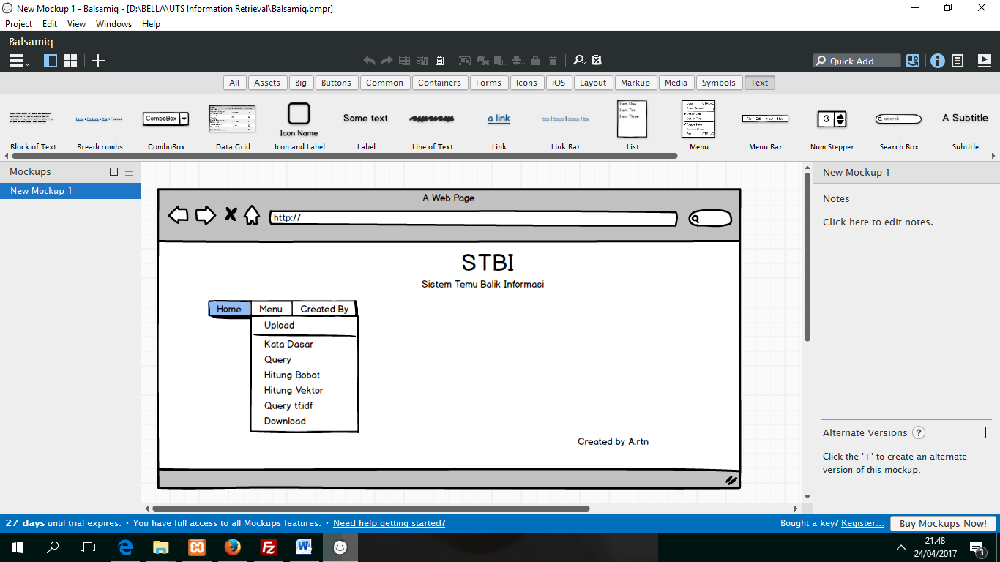 New Mockup 1 - Balsamiq - [D:\BELLA\UTS Information Retrieval\Balsamiq.bmpr]
Project Edit View Windows Help
Balsamiq
Quick Add
All Assets Big Buttons Common Containers Forms Icons iOS Layout Markup Media Symbols Text
ComboBox
Some text
a link
Item One
Item Two
Item Three
3
search
A Subtitle
Icon Name
Block of Text Breadcrumbs ComboBox Data Grid Icon and Label Label Line of Text Link Link Bar List Menu Menu Bar Num.Stepper Search Box Subtitle
Mockups
New Mockup 1
A Web Page
http://
STBI
Sistem Temu Balik Informasi
Home Menu Created By
Upload
Kata Dasar
Query
Hitung Bobot
Hitung Vektor
Query tf.idf
Download
Created by A.rtn
New Mockup 1
Notes
Click here to edit notes.
Alternate Versions ?
Click the '+' to create an alternate
version of this mockup.
27 days until trial expires. · You have full access to all Mockups features. · Need help getting started?
Bought a key? Register... Buy Mockups Now!
21.48
24/04/2017
3